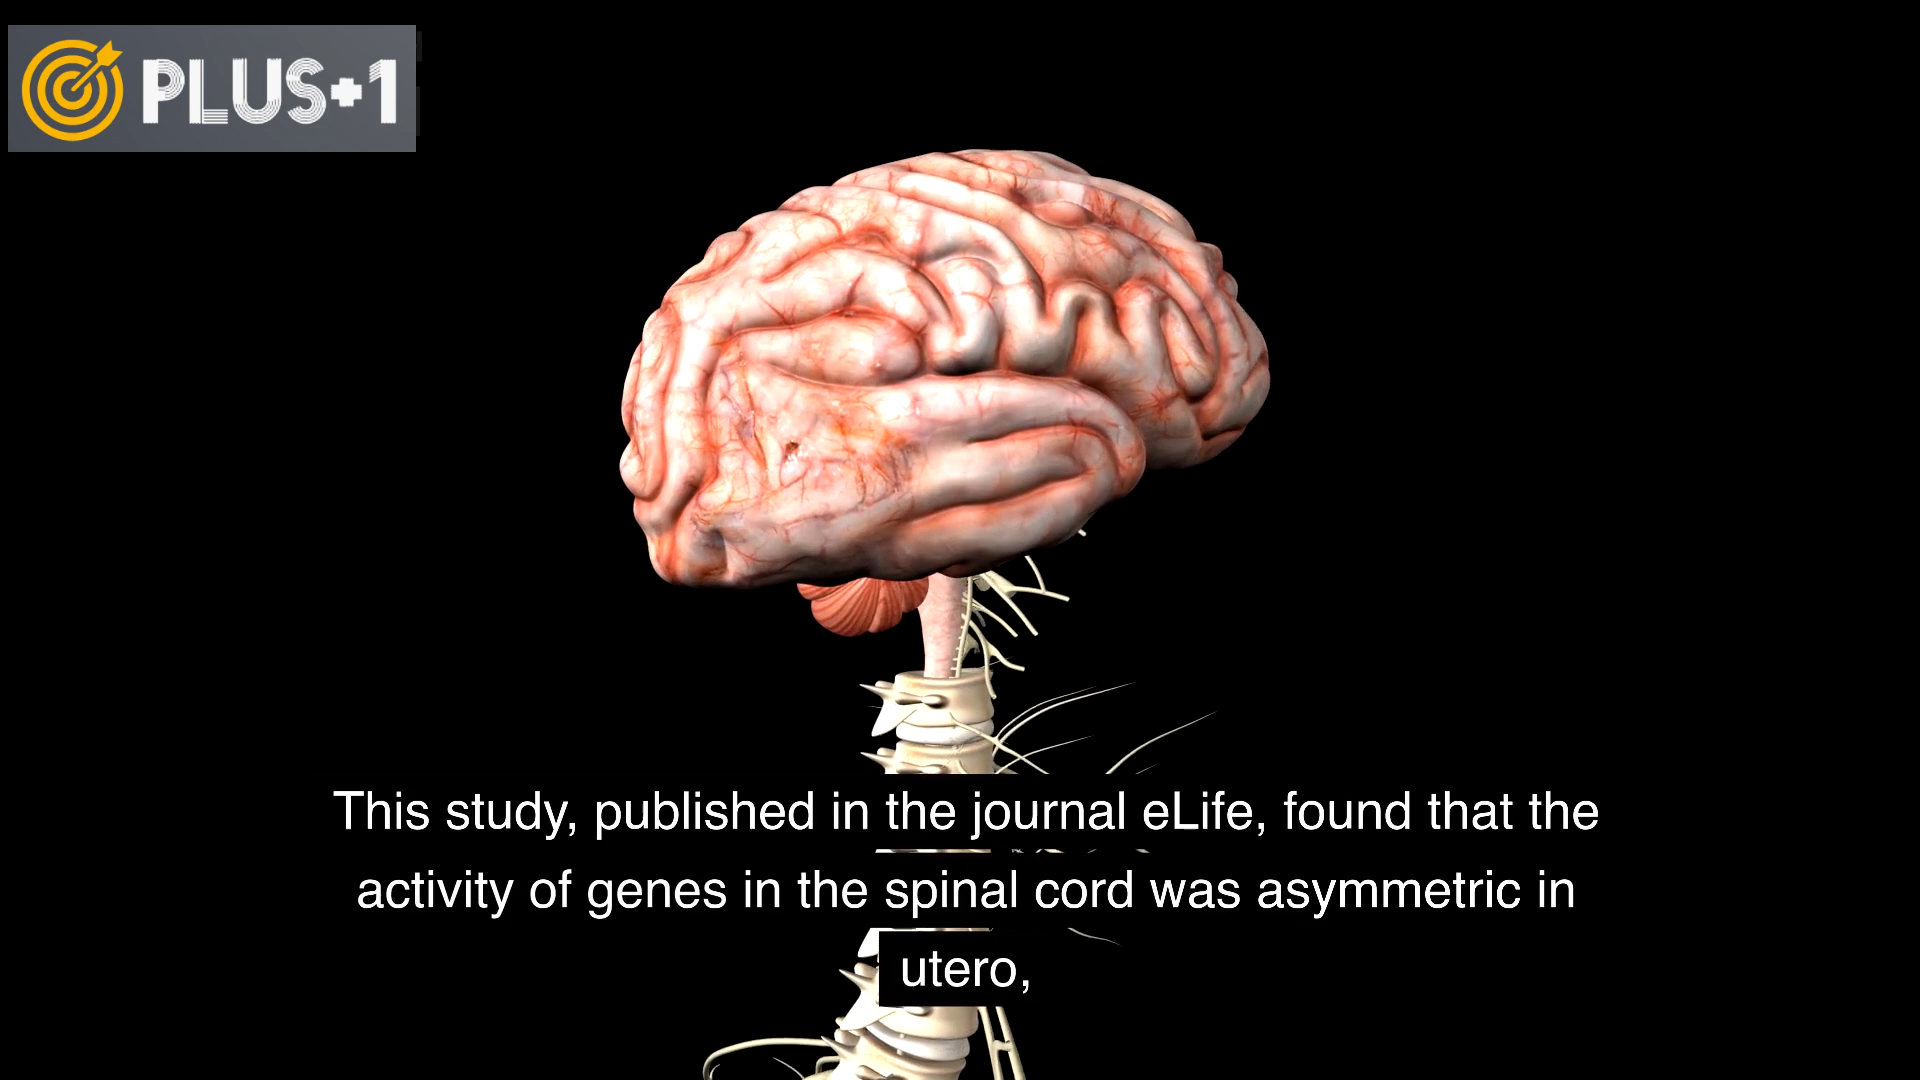 PLUS+1
This study, published in the journal eLife, found that the
activity of genes in the spinal cord was asymmetric in
utero,